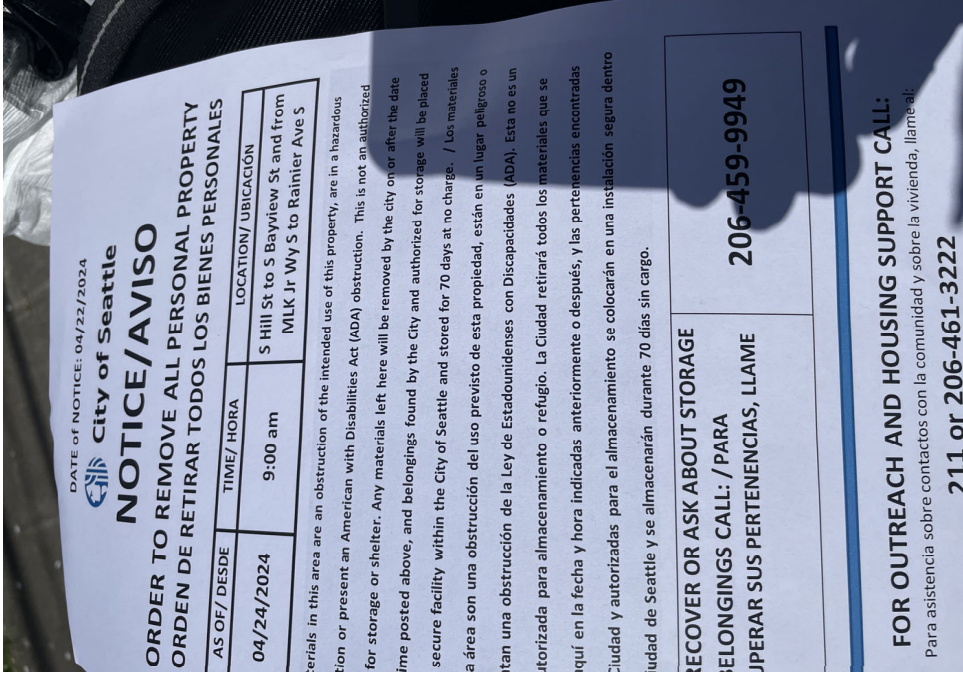 DATE OF NOTICE: 04/22/2024
City of Seattle
NOTICE/AVISO
ORDER TO REMOVE ALL PERSONAL PROPERTY
ORDEN DE RETIRAR TODOS LOS BIENES PERSONALES
AS OF/ DESDE TIME/ HORA LOCATION/ UBICACIÓN
04/24/2024 9:00 am S Hill St to S Bayview St and from
MLK Jr Wy S to Rainier Ave S
erials in this area are an obstruction of the intended use of this property, are in a hazardous
tion or present an American with Disabilities Act (ADA) obstruction. This is not an authorized
for storage or shelter. Any materials left here will be removed by the city on or after the date
ime posted above, and belongings found by the City and authorized for storage will be placed
secure facility within the City of Seattle and stored for 70 days at no charge. / Los materiales
a área son una obstrucción del uso previsto de esta propiedad, están en un lugar peligroso o
tan una obstrucción de la Ley de Estadounidenses con Discapacidades (ADA). Esta no es un
utorizada para almacenamiento o refugio. La Ciudad retirará todos los materiales que se
quí en la fecha y hora indicadas anteriormente o después, y las pertenencias encontradas
Ciudad y autorizadas para el almacenamiento se colocarán en una instalación segura dentro
iudad de Seattle y se almacenarán durante 70 días sin cargo.
RECOVER OR ASK ABOUT STORAGE
BELONGINGS CALL: / PARA
UPERAR SUS PERTENENCIAS, LLAME
206-459-9949
FOR OUTREACH AND HOUSING SUPPORT CALL:
Para asistencia sobre contactos con la comunidad y sobre la vivienda, llame al:
211 or 206-461-3222